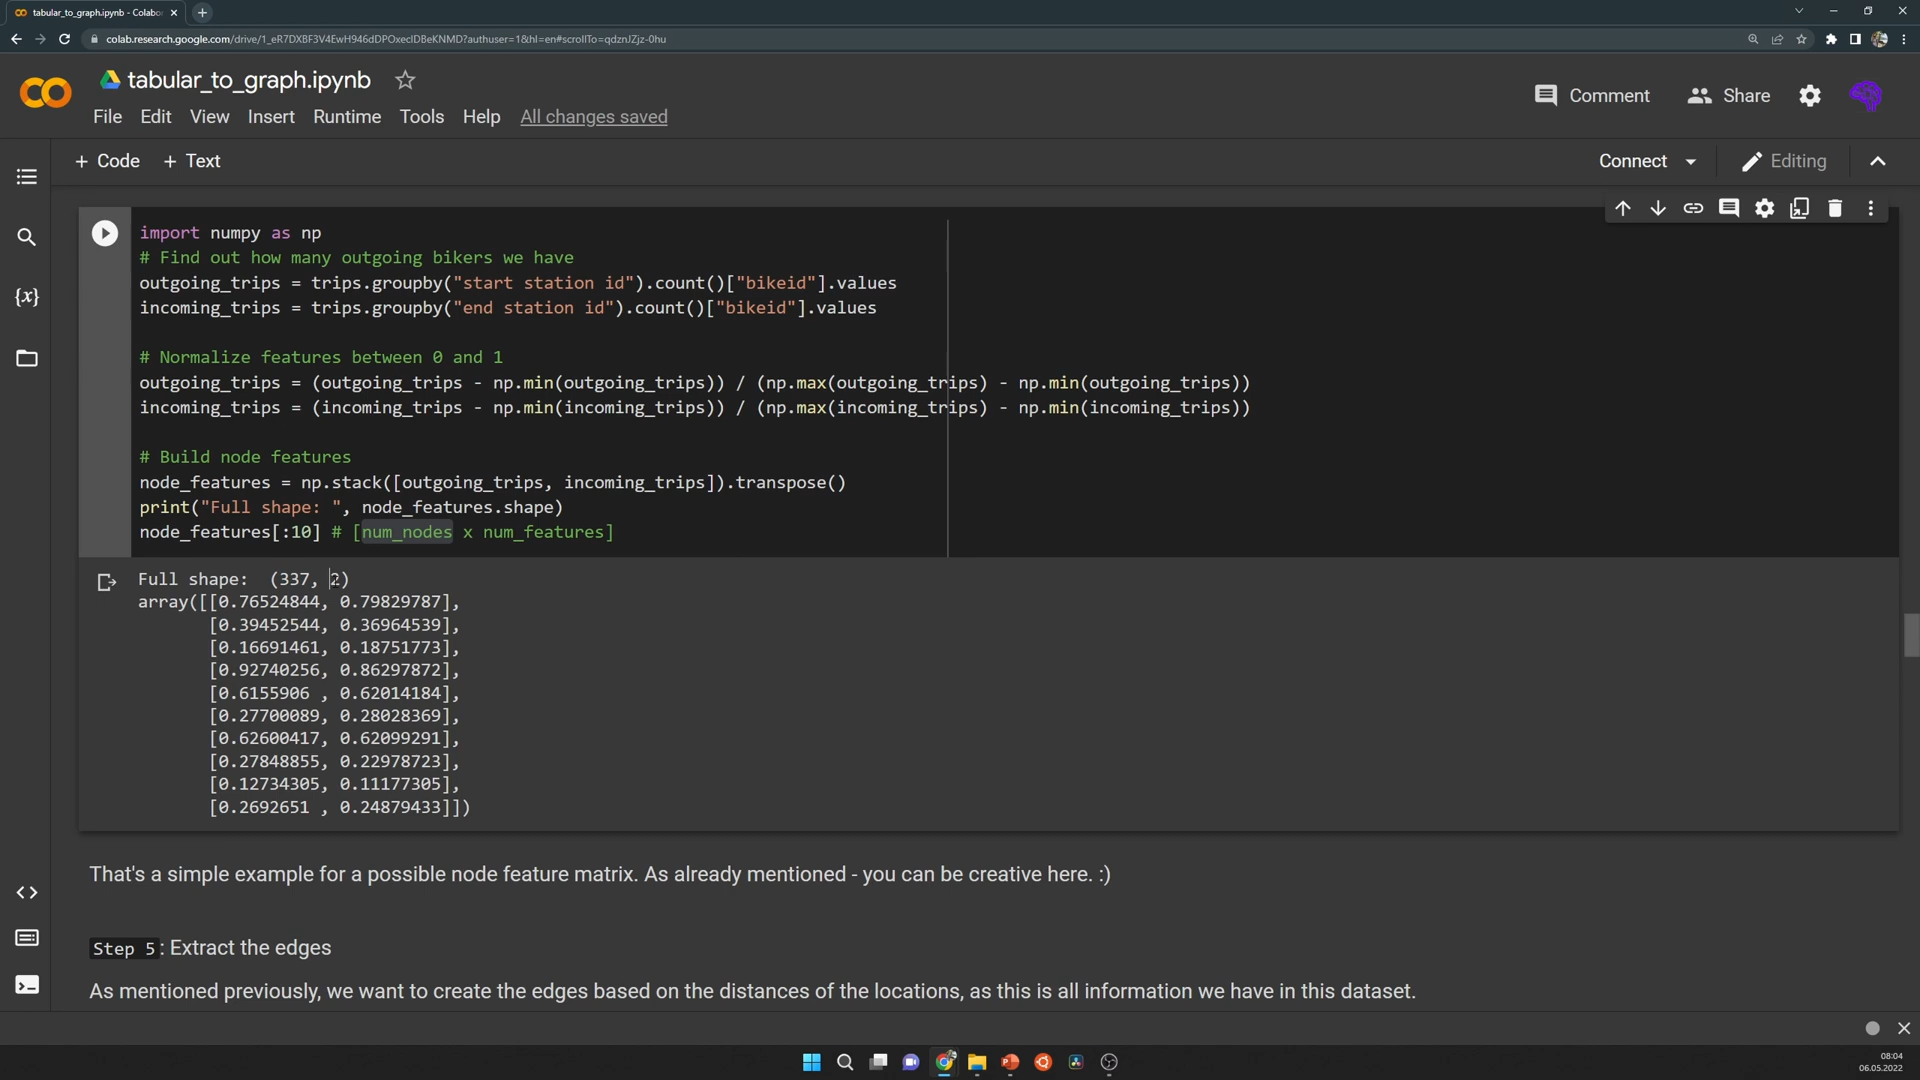 tabular_to_graph.ipynb - Colabo
colab.research.google.com/drive/1_eR7DXBF3V4EwH946dDPOxecIDBeKNMD?authuser=1&hl=en#scrollTo=qdznJZjz-0hu
tabular_to_graph.ipynb
Comment
Share
File Edit View Insert Runtime Tools Help All changes saved
+ Code + Text
Connect
Editing
{x}
import numpy as np
# Find out how many outgoing bikers we have
outgoing_trips = trips.groupby("start station id").count()["bikeid"].values
incoming_trips = trips.groupby("end station id").count()["bikeid"].values
# Normalize features between 0 and 1
outgoing_trips = (outgoing_trips - np.min(outgoing_trips)) / (np.max(outgoing_trips) - np.min(outgoing_trips))
incoming_trips = (incoming_trips - np.min(incoming_trips)) / (np.max(incoming_trips) - np.min(incoming_trips))
# Build node features
node_features = np.stack([outgoing_trips, incoming_trips]).transpose()
print("Full shape: ", node_features.shape)
node_features[:10] # [num_nodes x num_features]
Full shape:  (337, 2)
array([[0.76524844, 0.79829787],
[0.39452544, 0.36964539],
[0.16691461, 0.18751773],
[0.92740256, 0.86297872],
[0.6155906 , 0.62014184],
[0.27700089, 0.28028369],
[0.62600417, 0.62099291],
[0.27848855, 0.22978723],
[0.12734305, 0.11177305],
[0.2692651 , 0.24879433]])
That's a simple example for a possible node feature matrix. As already mentioned - you can be creative here. :)
Step 5: Extract the edges
As mentioned previously, we want to create the edges based on the distances of the locations, as this is all information we have in this dataset.
08:04
06.05.2022